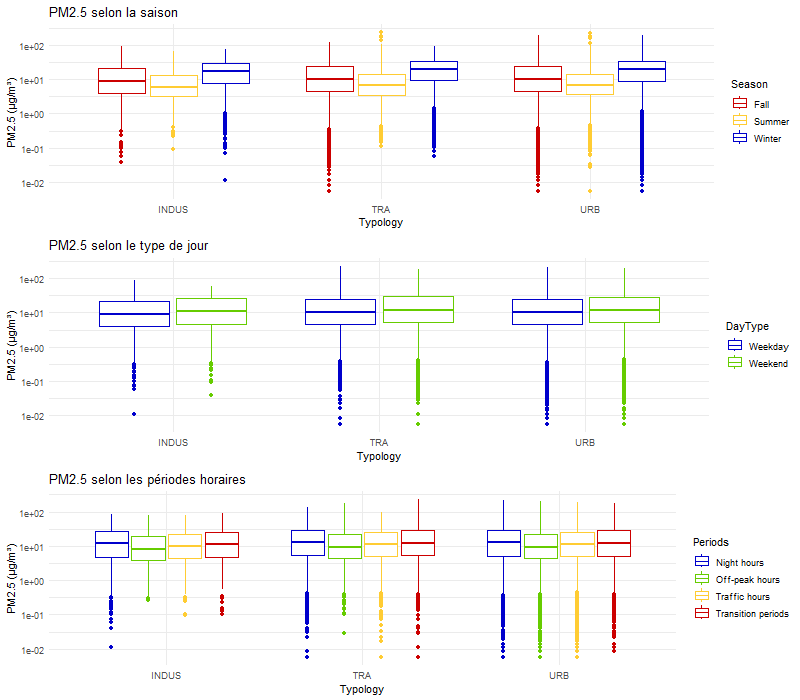 PM2.5 selon la saison
PM2.5 (µg/m³)
1e+02
1e+01
1e+00
1e-01
1e-02
INDUS
TRA
URB
Typology
Season
Fall
Summer
Winter
PM2.5 selon le type de jour
PM2.5 (µg/m³)
1e+02
1e+01
1e+00
1e-01
1e-02
INDUS
TRA
URB
Typology
DayType
Weekday
Weekend
PM2.5 selon les périodes horaires
PM2.5 (µg/m³)
1e+02
1e+01
1e+00
1e-01
1e-02
INDUS
TRA
URB
Typology
Periods
Night hours
Off-peak hours
Traffic hours
Transition periods